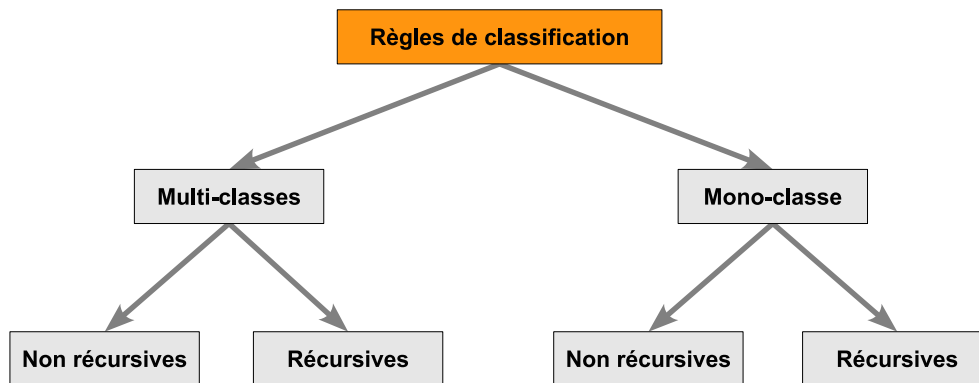 Règles de classification
Multi-classes
Mono-classe
Non récursives
Récursives
Non récursives
Récursives